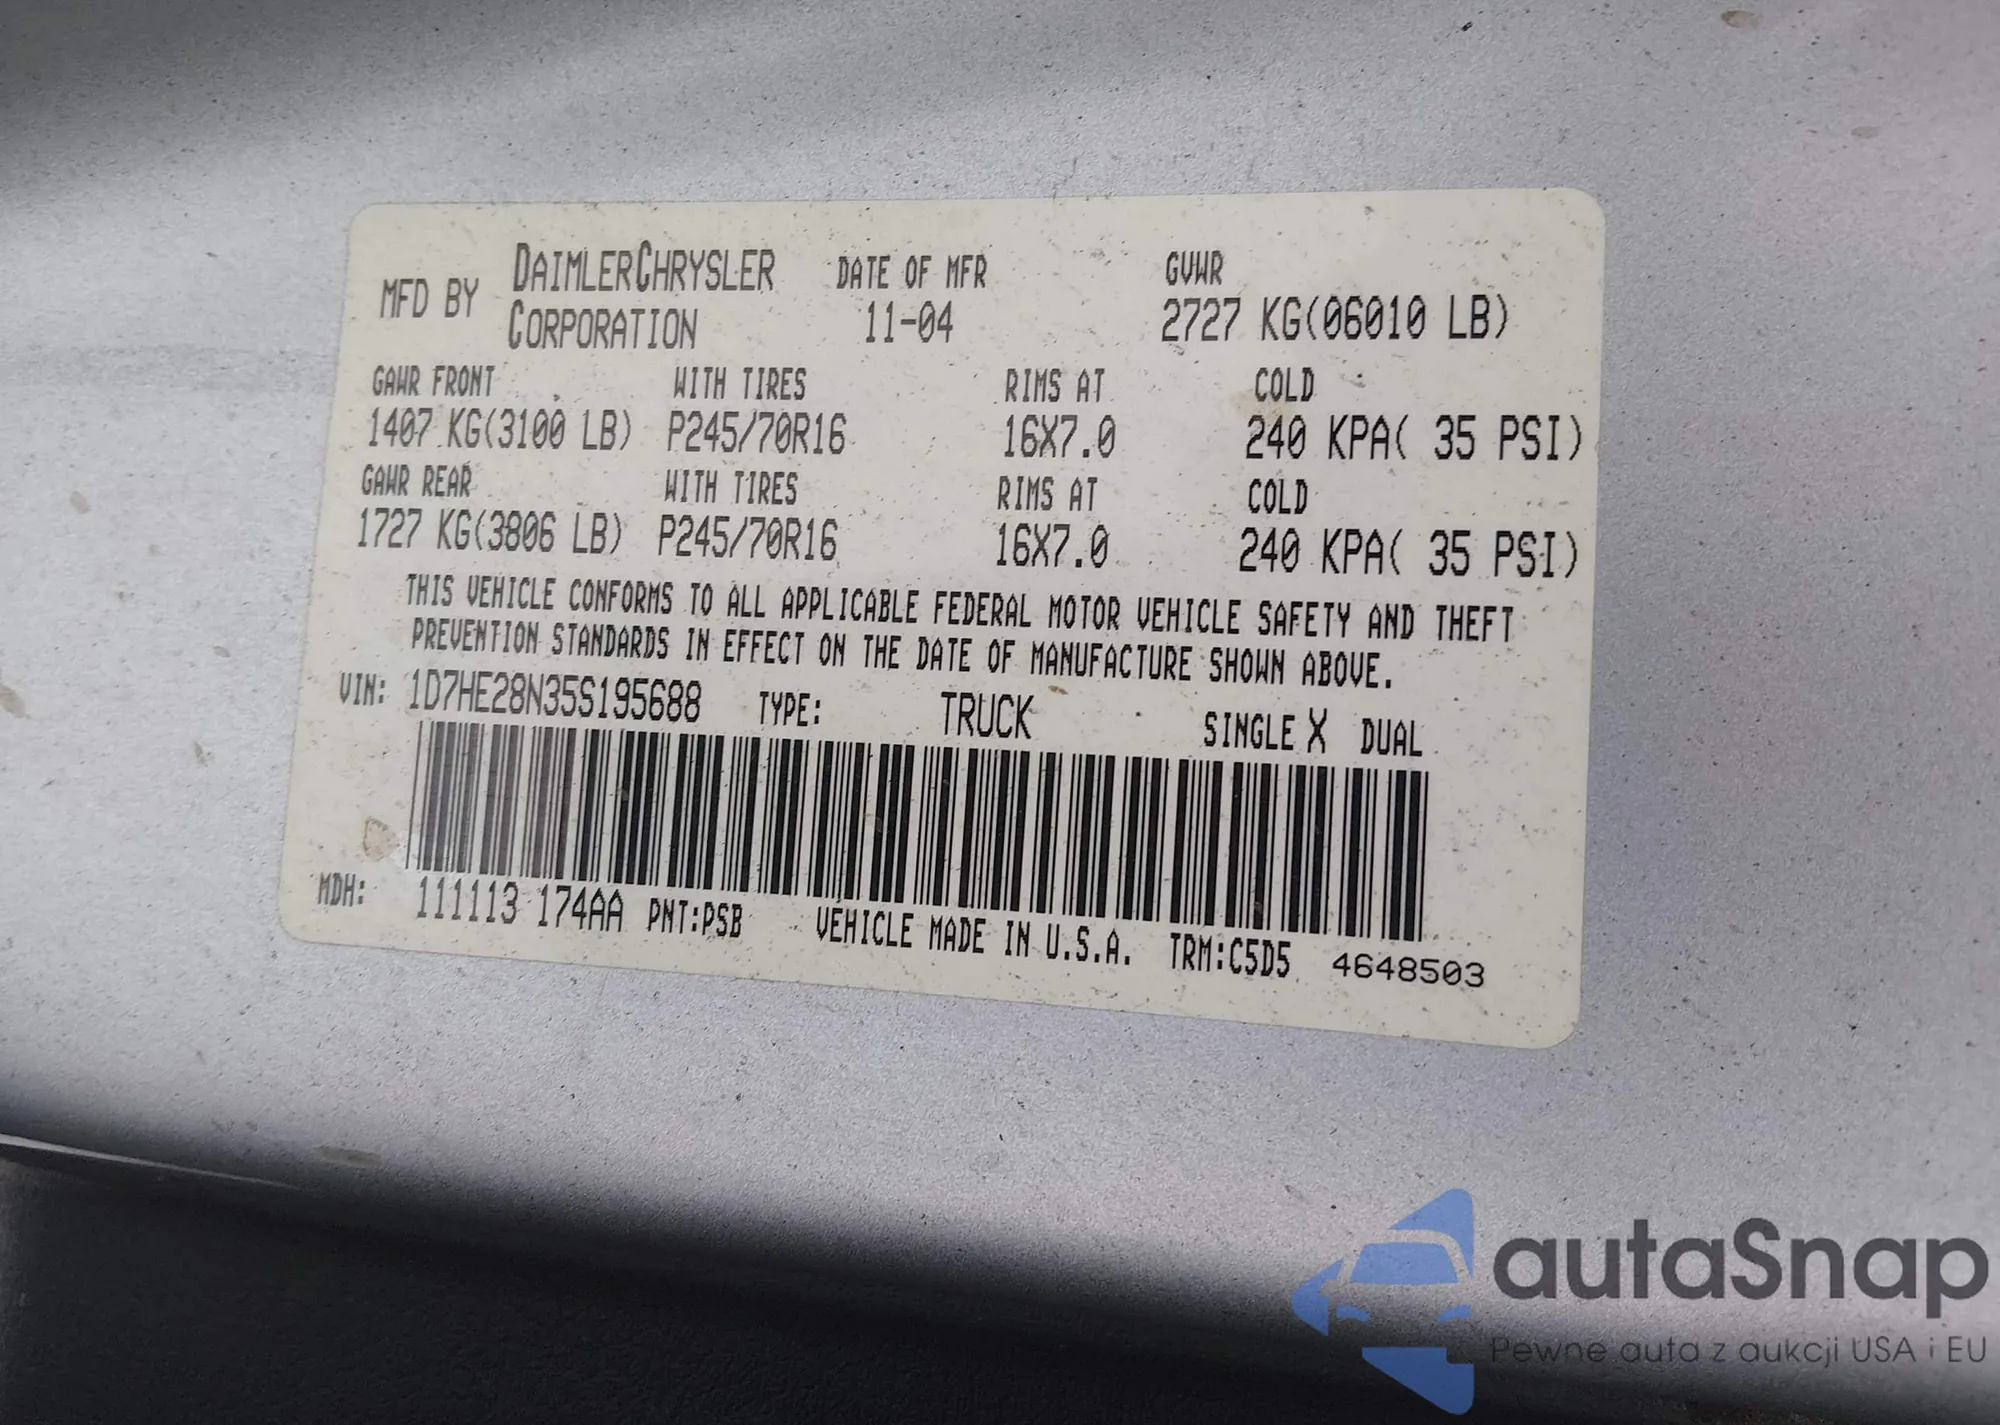 MFD BY DAIMLERCHRYSLER CORPORATION DATE OF MFR 11-04 GVWR 2727 KG(06010 LB)
GAWR FRONT WITH TIRES RIMS AT COLD
1407 KG(3100 LB) P245/70R16 16X7.0 240 KPA( 35 PSI)
GAWR REAR WITH TIRES RIMS AT COLD
1727 KG(3806 LB) P245/70R16 16X7.0 240 KPA( 35 PSI)
THIS VEHICLE CONFORMS TO ALL APPLICABLE FEDERAL MOTOR VEHICLE SAFETY AND THEFT
PREVENTION STANDARDS IN EFFECT ON THE DATE OF MANUFACTURE SHOWN ABOVE.
VIN: 1D7HE28N35S195688 TYPE: TRUCK SINGLE X DUAL
MDH: 111113 174AA PNT:PSB VEHICLE MADE IN U.S.A. TRM:C5D5 4648503
autaSnap
Pewne auta z aukcji USA i EU